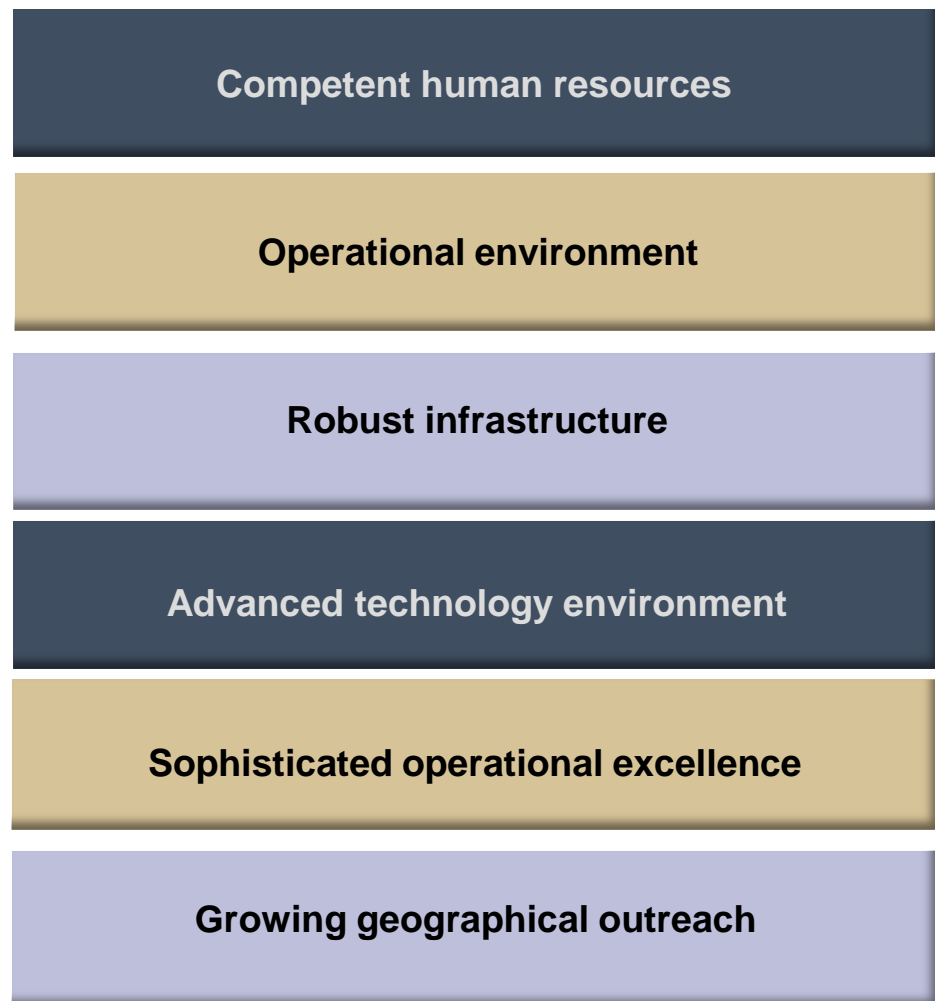 Competent human resources
Operational environment
Robust infrastructure
Advanced technology environment
Sophisticated operational excellence
Growing geographical outreach